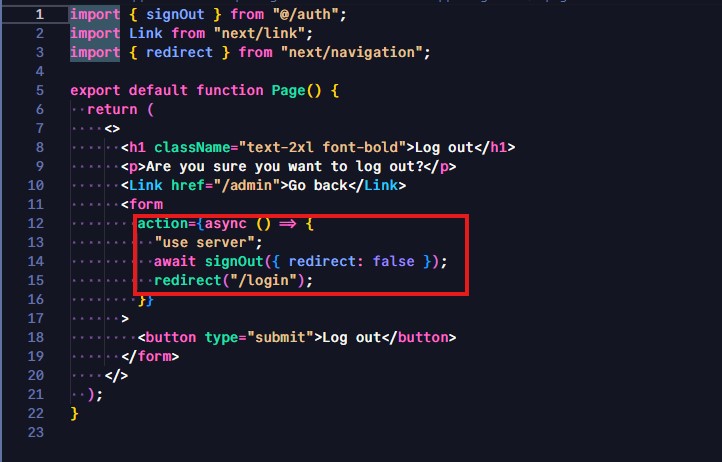 1 import { signOut } from "@/auth";
2 import Link from "next/link";
3 import { redirect } from "next/navigation";
4
5 export default function Page() {
6 return (
7 <>
8 <h1 className="text-2xl font-bold">Log out</h1>
9 <p>Are you sure you want to log out?</p>
10 <Link href="/admin">Go back</Link>
11 <form
12 action={async () => {
13 "use server";
14 await signOut({ redirect: false });
15 redirect("/login");
16 }}
17 >
18 <button type="submit">Log out</button>
19 </form>
20 </>
21 );
22 }
23